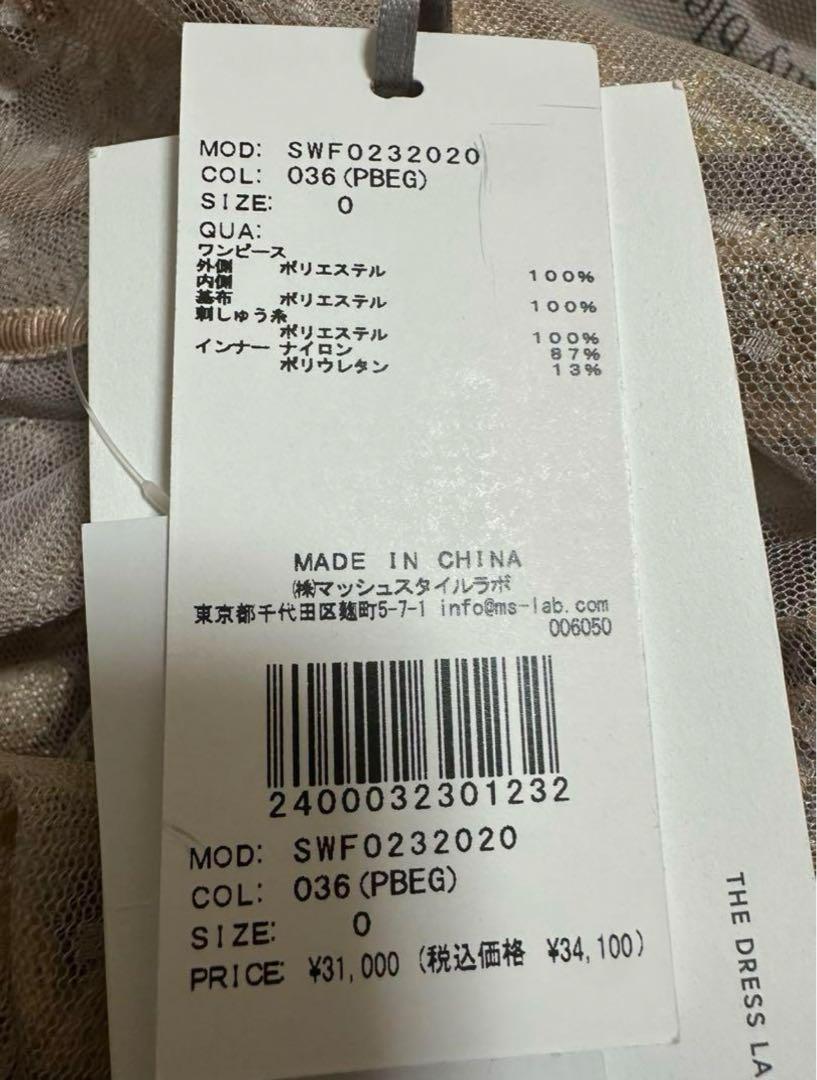 MOD: SWF0232020
COL: 036(PBEG)
SIZE: 0
QUA:
ワンピース
外側 ポリエステル 100%
内側
基布 ポリエステル 100%
刺しゅう糸
ポリエステル 100%
インナー ナイロン 87%
ポリウレタン 13%
MADE IN CHINA
㈱マッシュスタイルラボ
東京都千代田区麹町5-7-1 info@ms-lab.com
006050
2400032301232
MOD: SWF0232020
COL: 036(PBEG)
SIZE: 0
PRICE: ¥31,000 (税込価格 ¥34,100)
THE DRESS LA